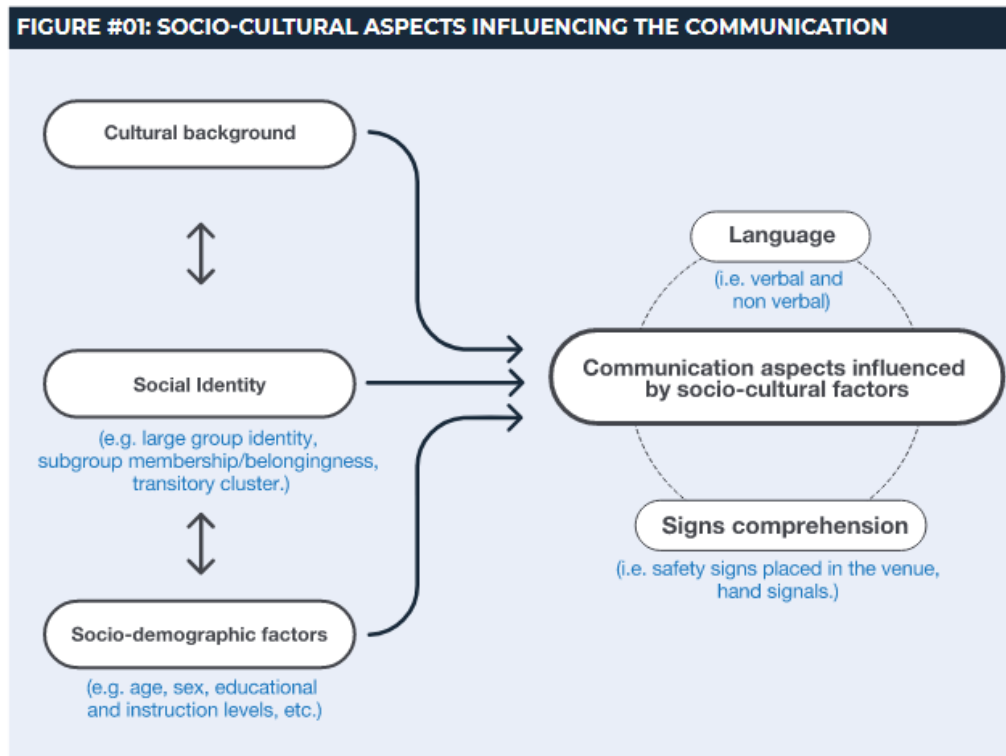 FIGURE #01: SOCIO-CULTURAL ASPECTS INFLUENCING THE COMMUNICATION
Cultural background
Social Identity
(e.g. large group identity,
subgroup membership/belongingness,
transitory cluster.)
Socio-demographic factors
(e.g. age, sex, educational
and instruction levels, etc.)
Language
(i.e. verbal and
non verbal)
Communication aspects influenced
by socio-cultural factors
Signs comprehension
(i.e. safety signs placed in the venue,
hand signals.)